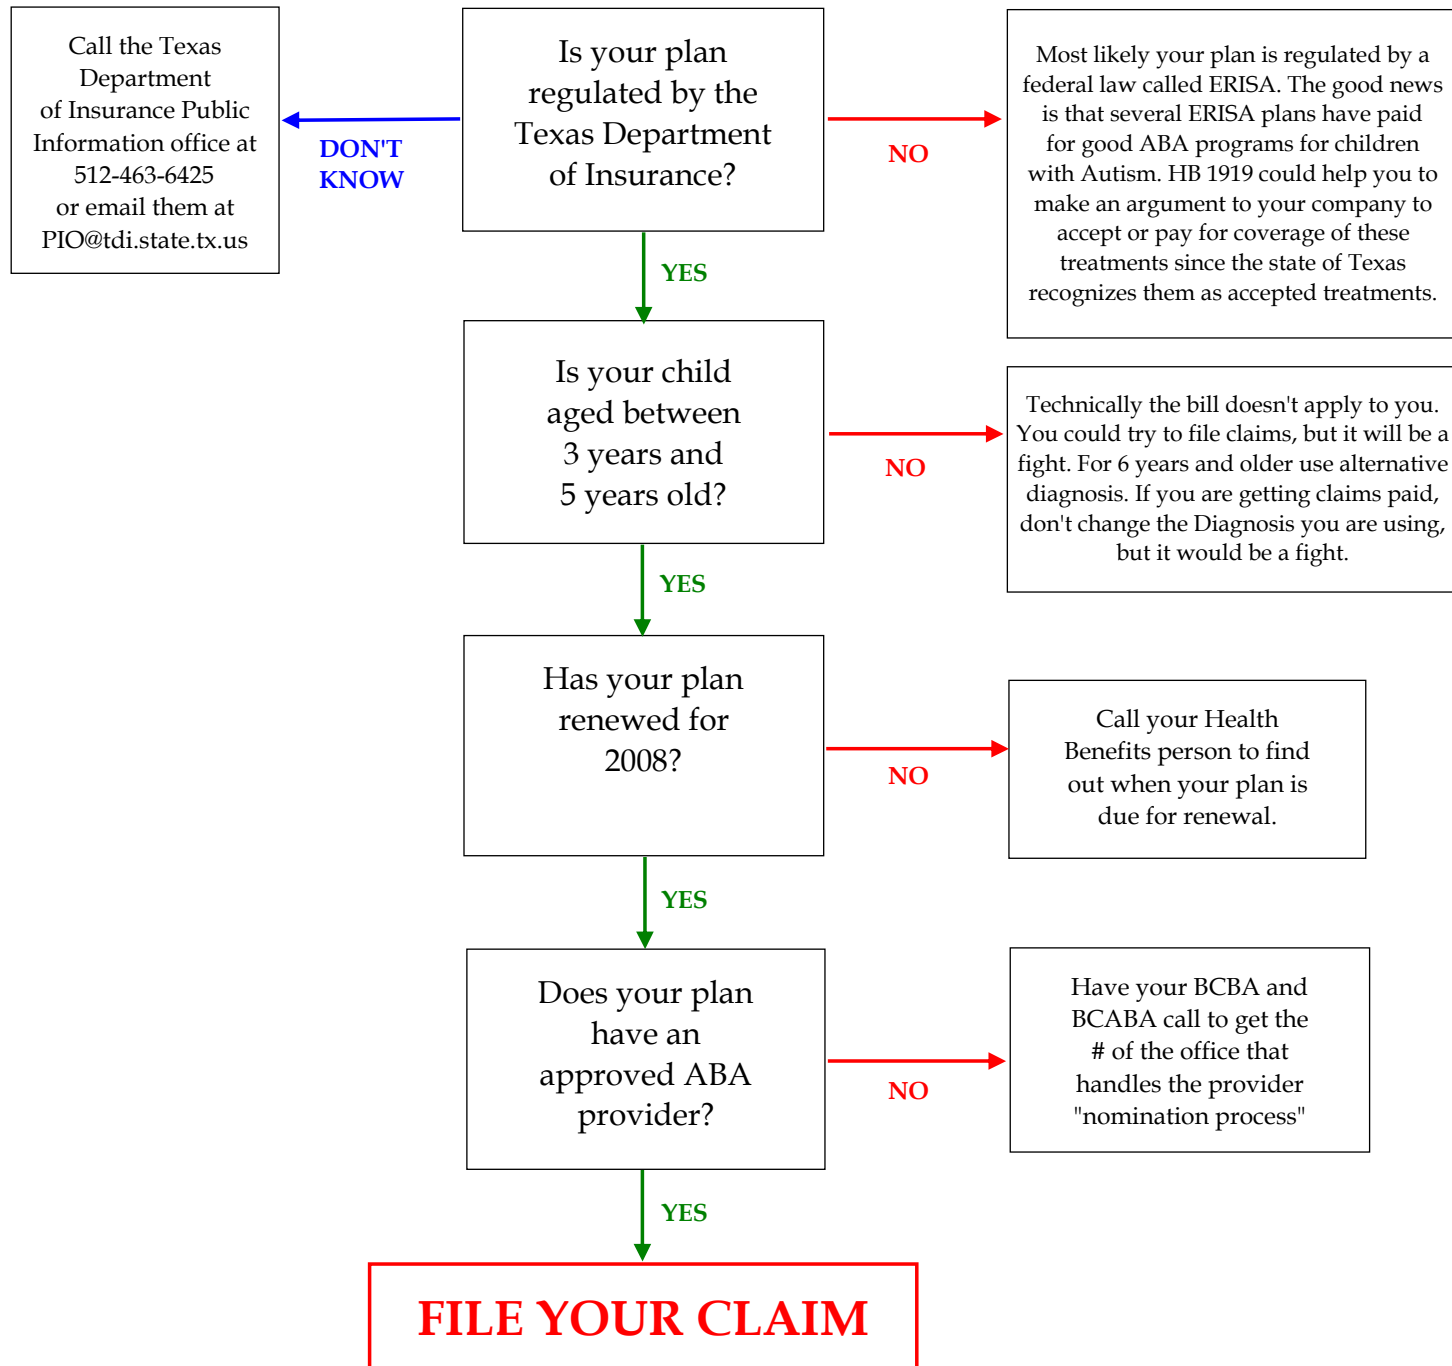 Call the Texas
Department
of Insurance Public
Information office at
512-463-6425
or email them at
PIO@tdi.state.tx.us
DON'T
KNOW
Is your plan
regulated by the
Texas Department
of Insurance?
NO
Most likely your plan is regulated by a
federal law called ERISA. The good news
is that several ERISA plans have paid
for good ABA programs for children
with Autism. HB 1919 could help you to
make an argument to your company to
accept or pay for coverage of these
treatments since the state of Texas
recognizes them as accepted treatments.
YES
Is your child
aged between
3 years and
5 years old?
NO
Technically the bill doesn't apply to you.
You could try to file claims, but it will be a
fight. For 6 years and older use alternative
diagnosis. If you are getting claims paid,
don't change the Diagnosis you are using,
but it would be a fight.
YES
Has your plan
renewed for
2008?
NO
Call your Health
Benefits person to find
out when your plan is
due for renewal.
YES
Does your plan
have an
approved ABA
provider?
NO
Have your BCBA and
BCABA call to get the
# of the office that
handles the provider
"nomination process"
YES
FILE YOUR CLAIM